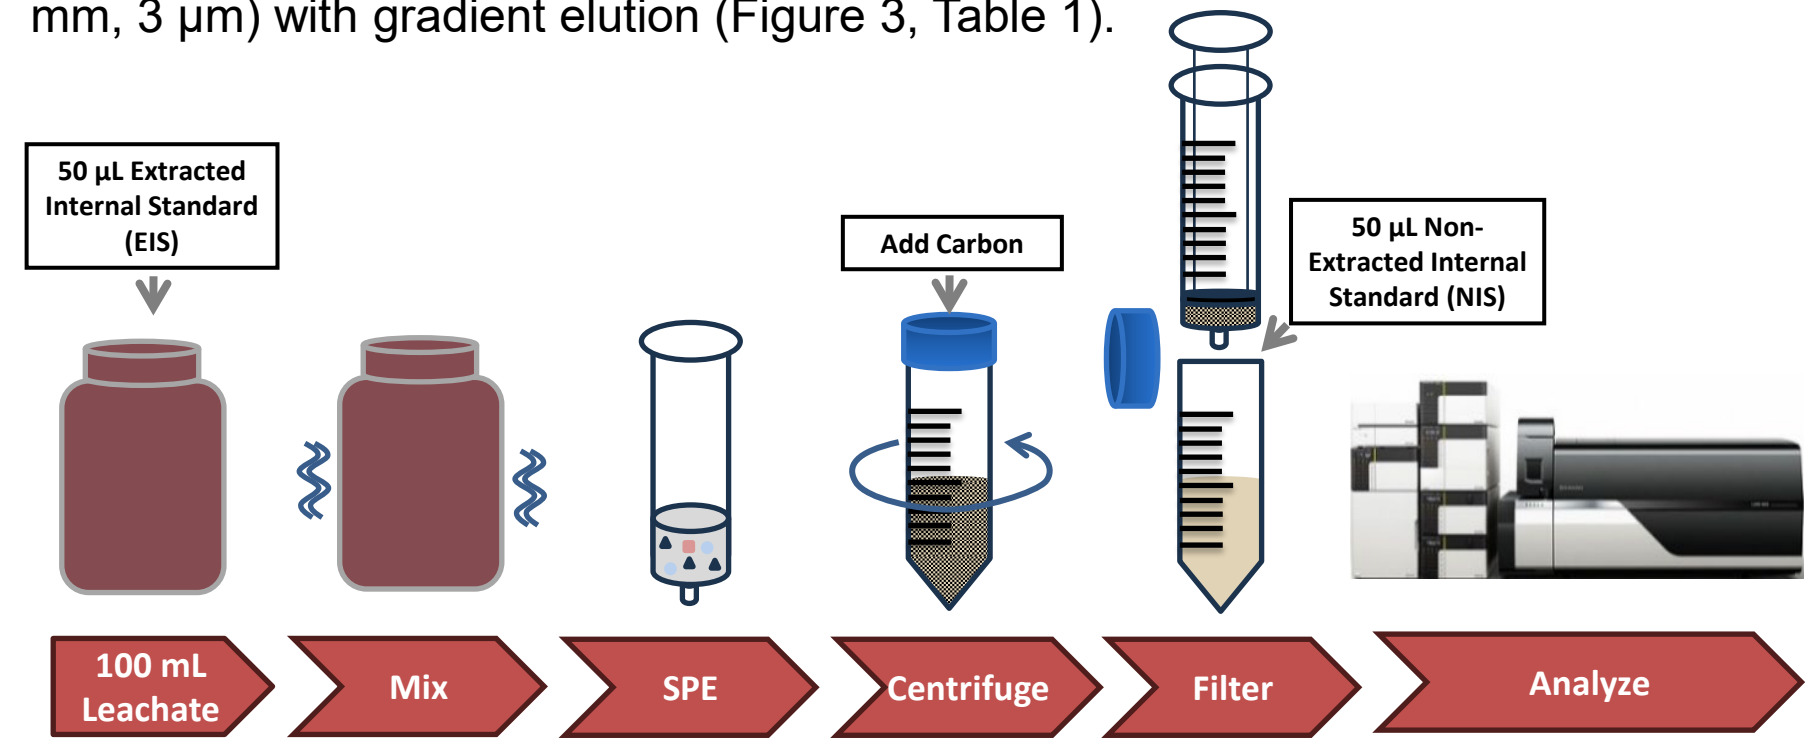 mm, 3 µm) with gradient elution (Figure 3, Table 1).
50 µL Extracted
Internal Standard
(EIS)
Add Carbon
50 µL Non-
Extracted Internal
Standard (NIS)
100 mL
Leachate
Mix
SPE
Centrifuge
Filter
Analyze